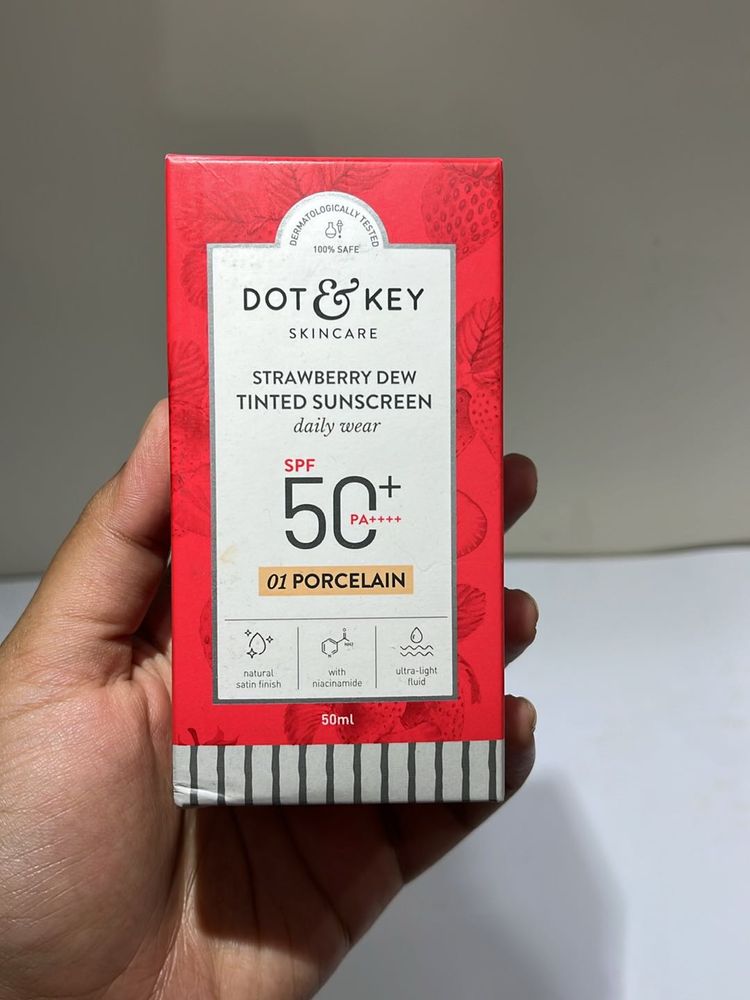 DERMATOLOGICALLY TESTED
100% SAFE
DOT & KEY
SKINCARE
STRAWBERRY DEW
TINTED SUNSCREEN
daily wear
SPF
50+
PA++++
01 PORCELAIN
natural
satin finish
with
niacinamide
ultra-light
fluid
50ml